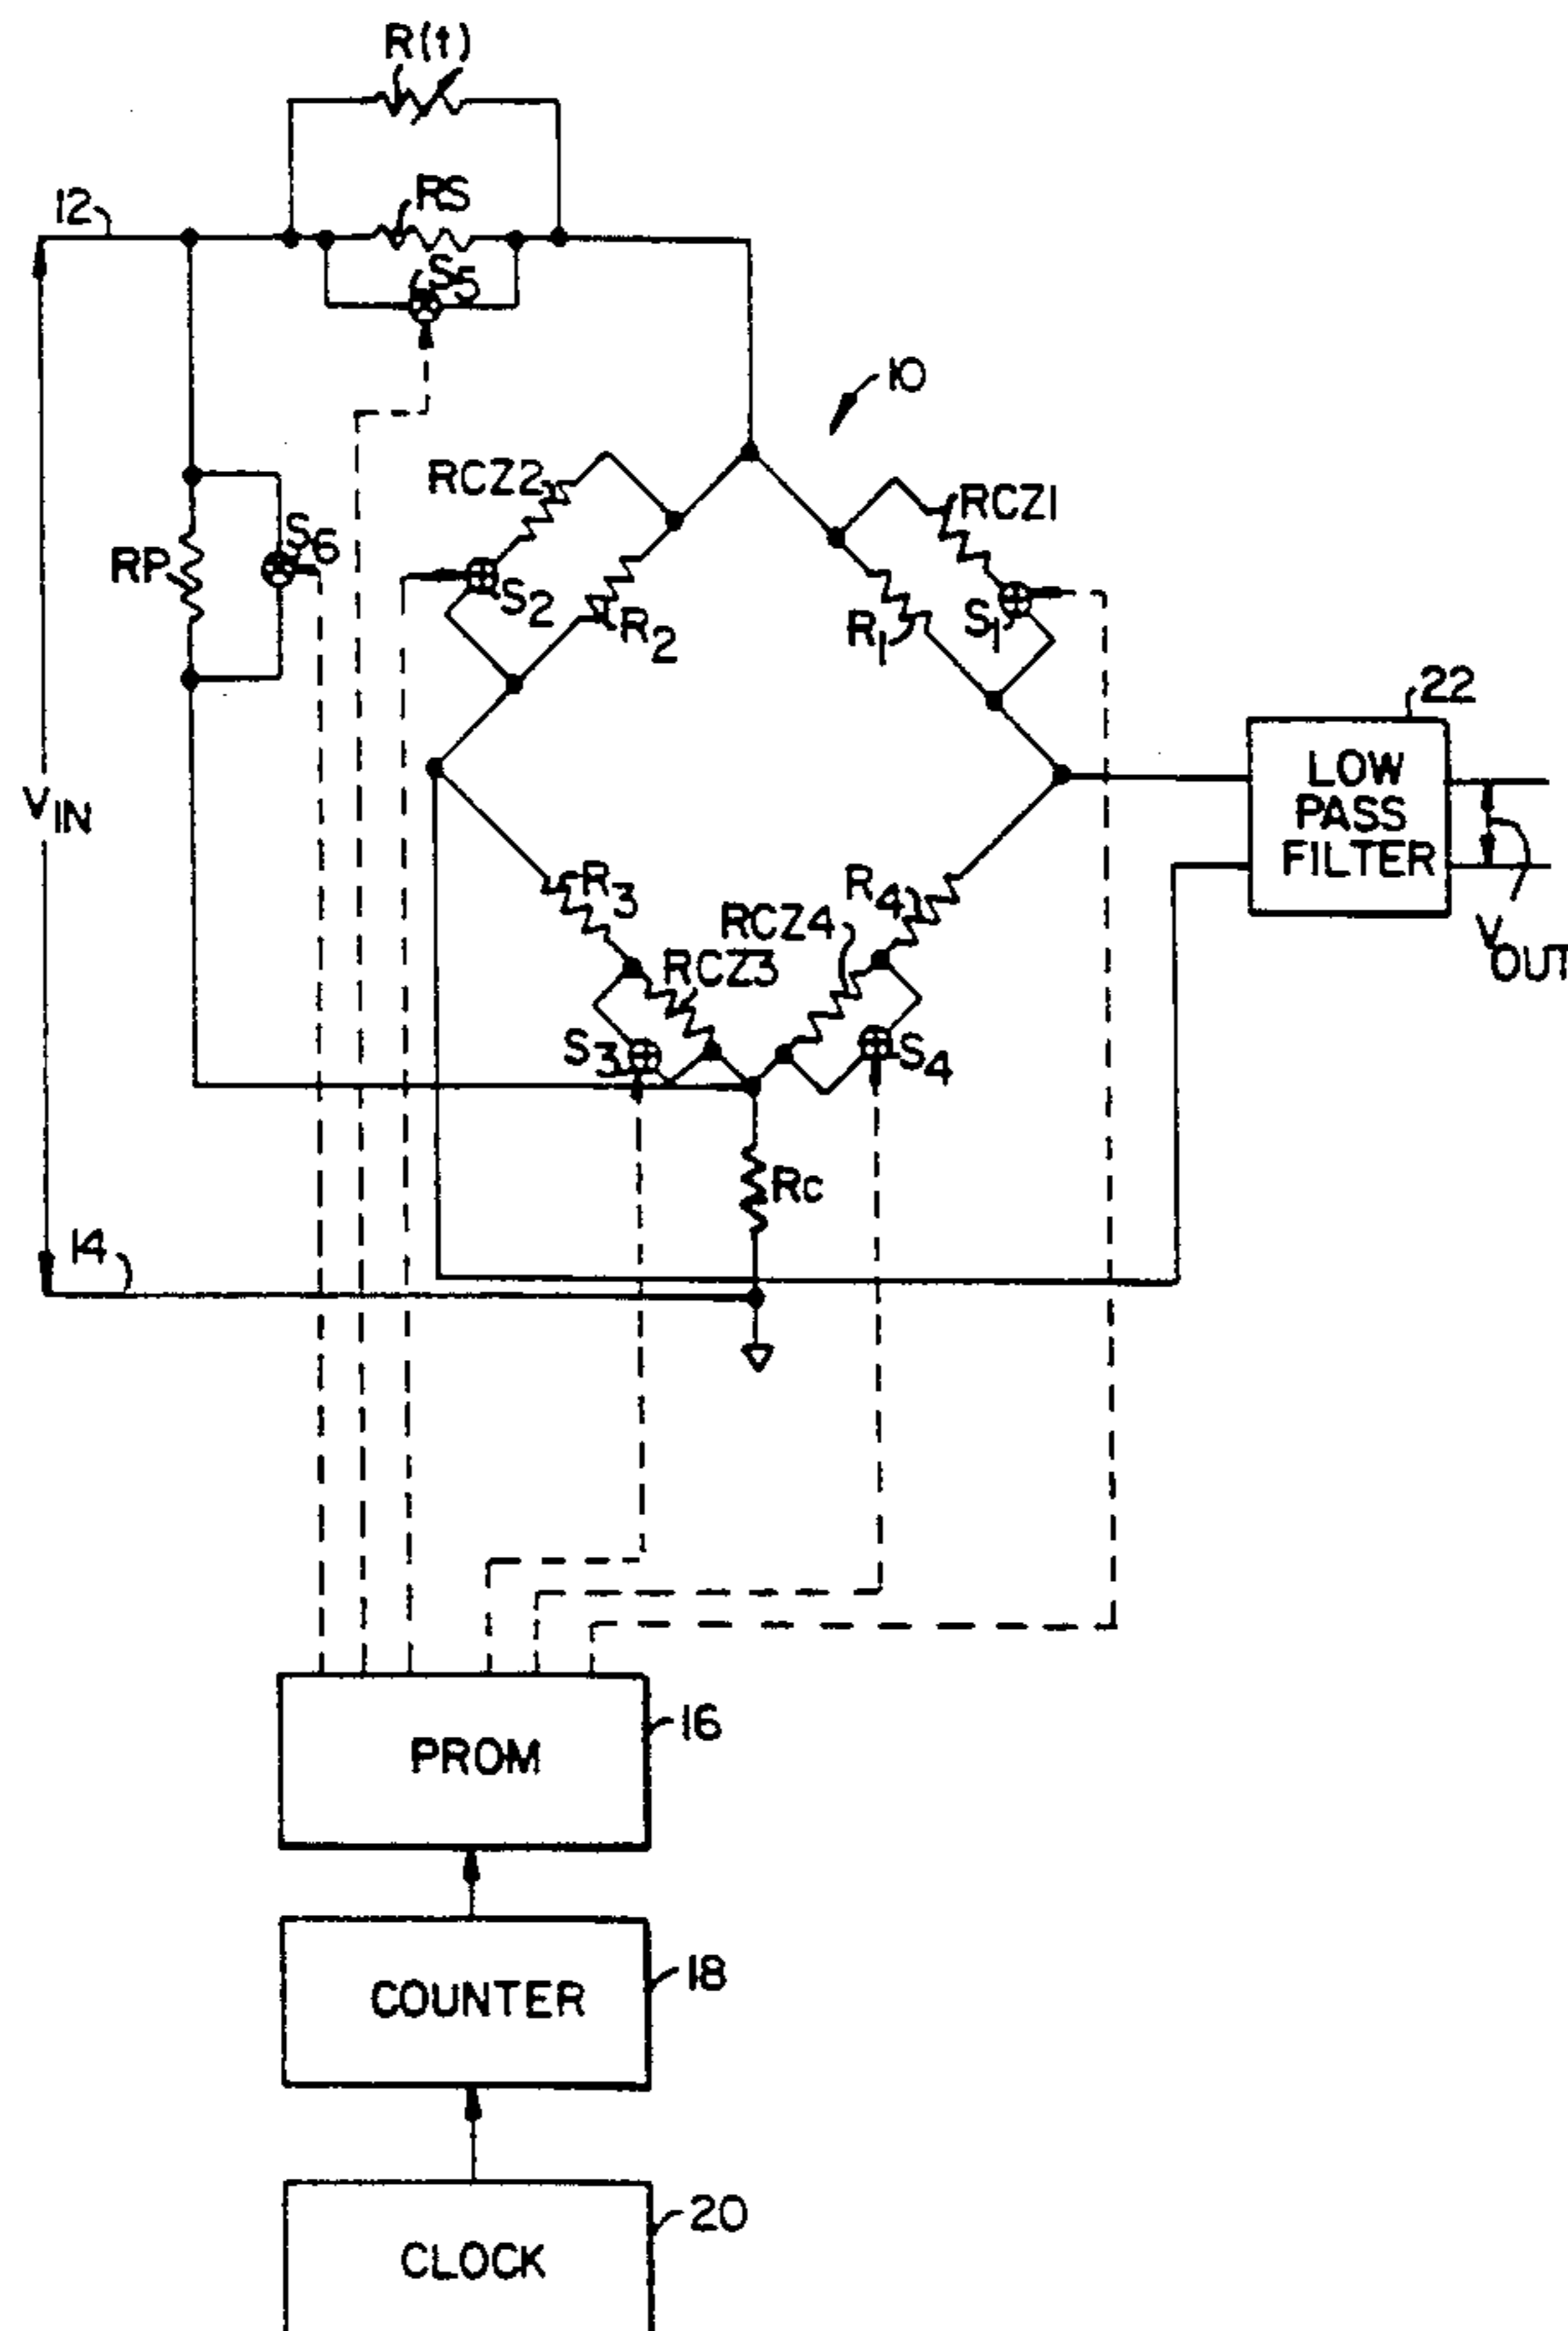 R(t)
RS
12
S5
10
RCZ2
RCZ1
S6
RP
S2
R2
R1
S1
22
LOW
PASS
FILTER
VIN
R3
R4
RCZ4
RCZ3
VOUT
S3
S4
Rc
14
PROM
16
COUNTER
18
CLOCK
20